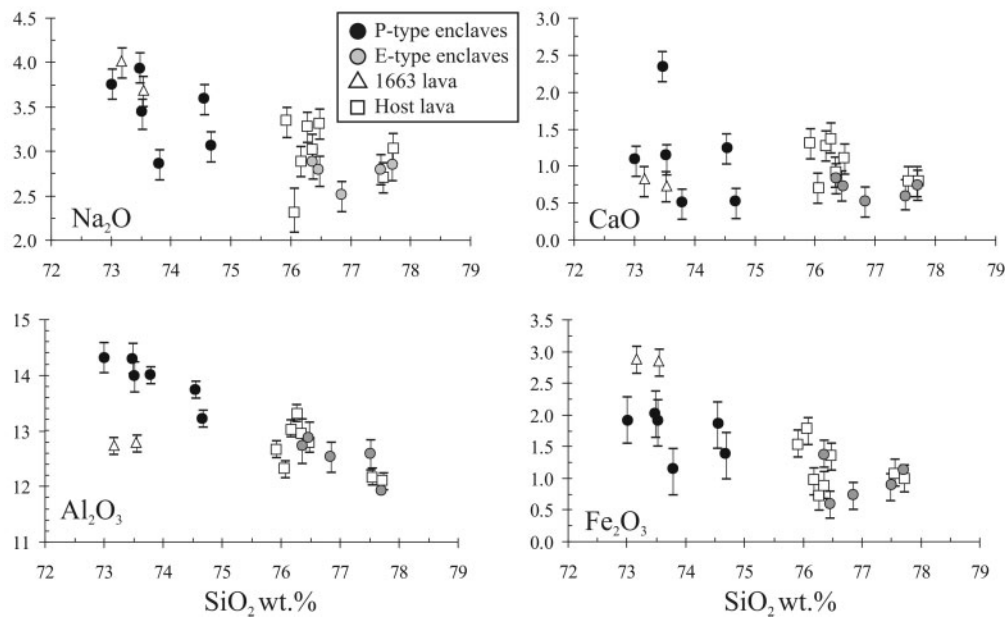 4.5
4.0
3.5
3.0
2.5
2.0
Na₂O
72 73 74 75 76 77 78 79
P-type enclaves
E-type enclaves
1663 lava
Host lava
3.0
2.5
2.0
1.5
1.0
0.5
0.0
CaO
72 73 74 75 76 77 78 79
15
14
13
12
11
Al₂O₃
72 73 74 75 76 77 78 79
SiO₂ wt.%
3.5
3.0
2.5
2.0
1.5
1.0
0.5
0.0
Fe₂O₃
72 73 74 75 76 77 78 79
SiO₂ wt.%